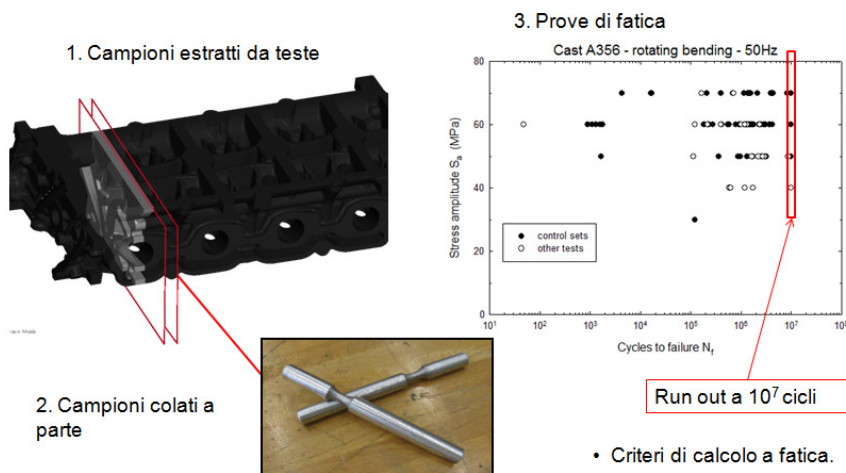 1. Campioni estratti da teste
3. Prove di fatica
Cast A356 - rotating bending - 50Hz
Stress amplitude Sa (MPa)
80
60
40
20
0
control sets
other tests
10¹ 10² 10³ 10⁴ 10⁵ 10⁶ 10⁷ 10⁸
Cycles to failure Nf
2. Campioni colati a
parte
Run out a 10⁷ cicli
• Criteri di calcolo a fatica.